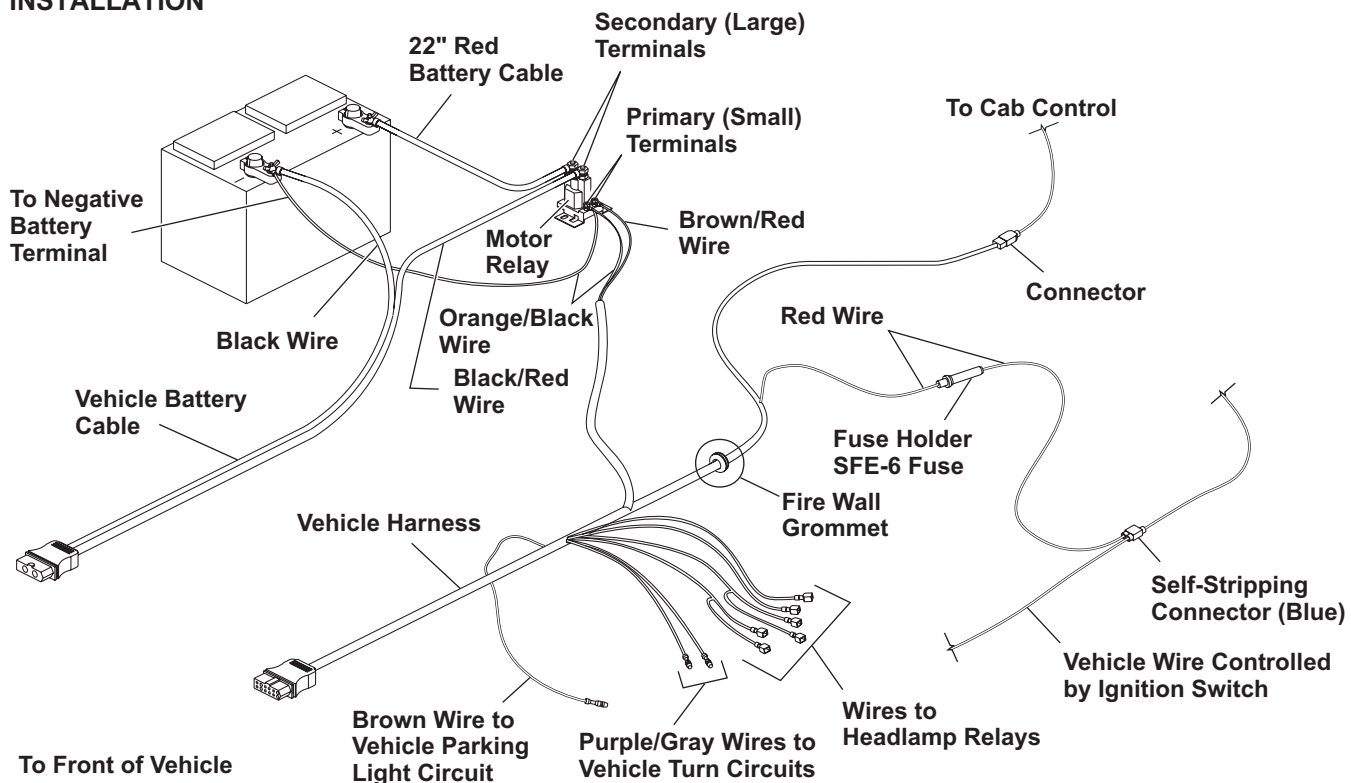 INSTALLATION
Secondary (Large)
Terminals
22" Red
Battery Cable
To Cab Control
Primary (Small)
Terminals
+
+
-
-
To Negative
Battery
Terminal
Brown/Red
Wire
Motor
Relay
Connector
Black Wire
Orange/Black
Wire
Red Wire
Black/Red
Wire
Vehicle Battery
Cable
Fuse Holder
SFE-6 Fuse
Fire Wall
Grommet
Vehicle Harness
Self-Stripping
Connector (Blue)
Vehicle Wire Controlled
by Ignition Switch
Wires to
Headlamp Relays
Brown Wire to
Vehicle Parking
Light Circuit
Purple/Gray Wires to
Vehicle Turn Circuits
To Front of Vehicle